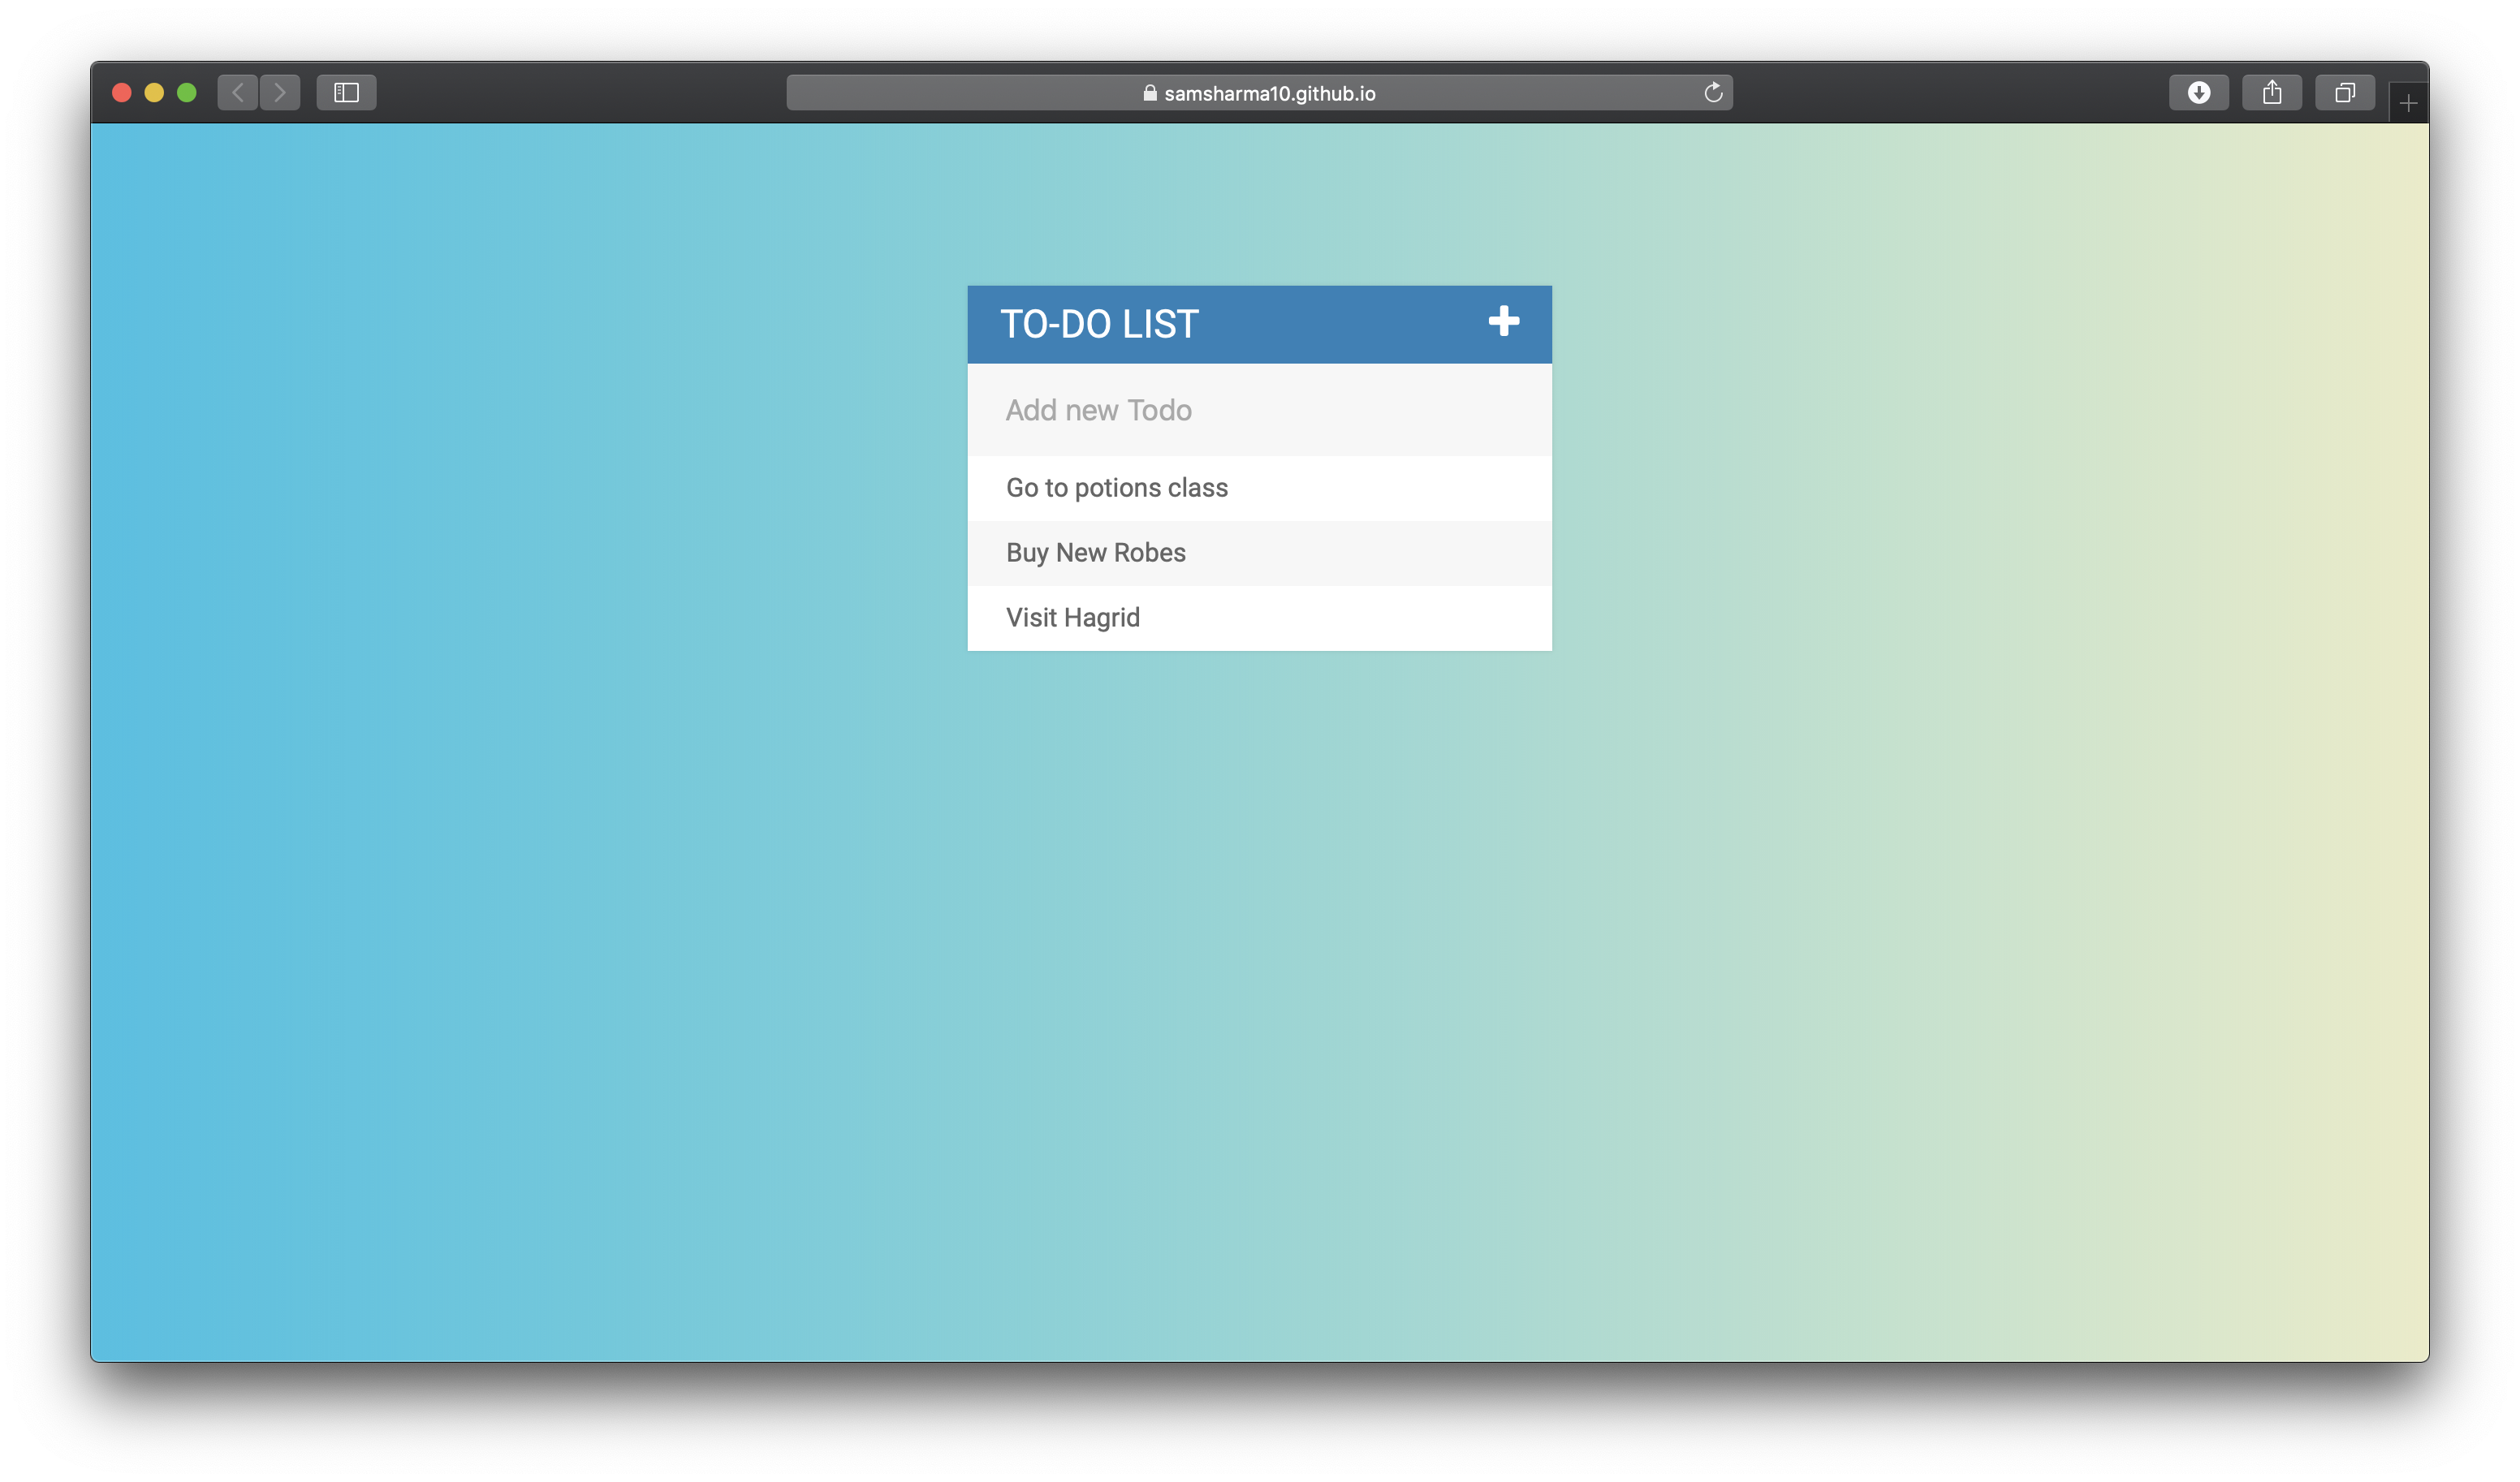 samsharma10.github.io
TO-DO LIST
Add new Todo
Go to potions class
Buy New Robes
Visit Hagrid